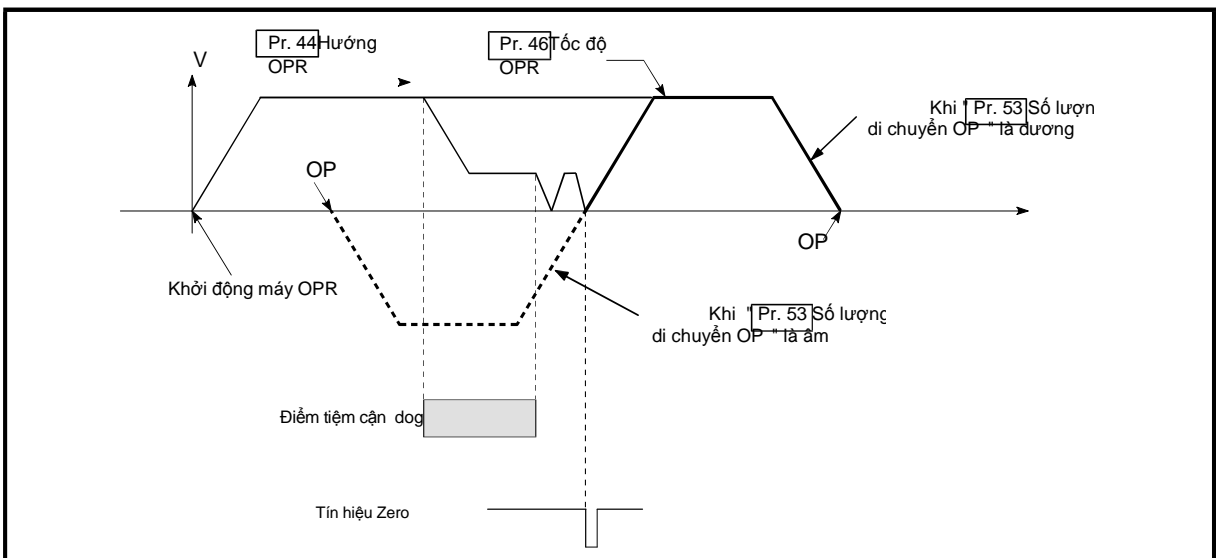 Pr. 44 Hướng
OPR
Pr. 46 Tốc độ
OPR
V
Khi " Pr. 53 Số lượn
di chuyển OP " là dương
OP
OP
Khởi động máy OPR
Khi " Pr. 53 Số lượng
di chuyển OP " là âm
Điểm tiệm cận dog
Tín hiệu Zero